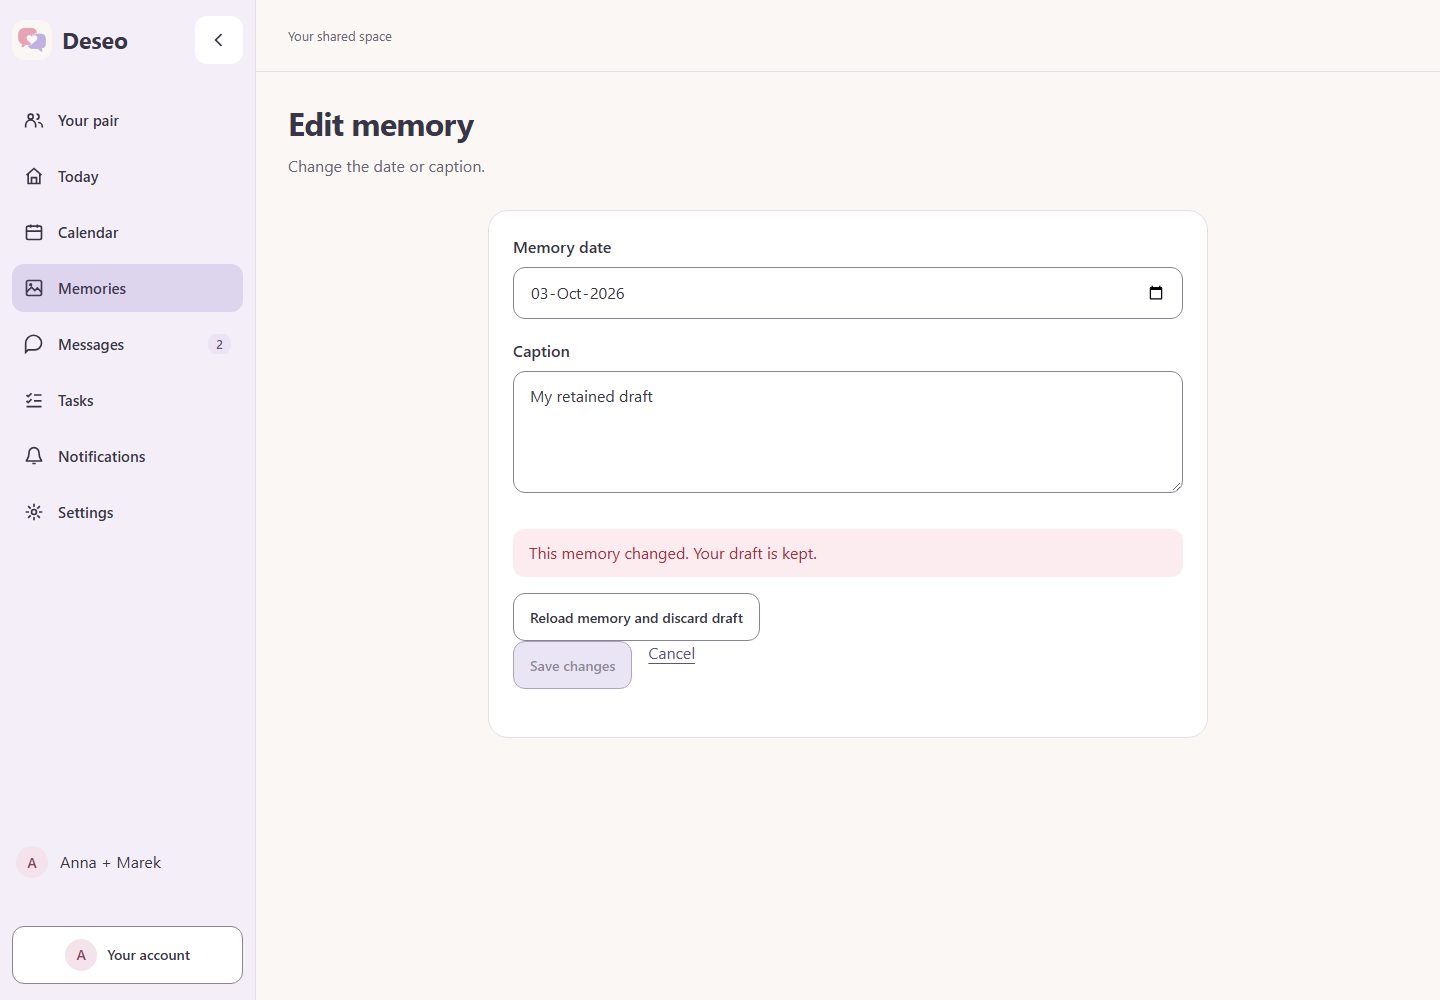 Deseo
Your pair
Today
Calendar
Memories
Messages 2
Tasks
Notifications
Settings
A Anna + Marek
A Your account
Your shared space
Edit memory
Change the date or caption.
Memory date
03-Oct-2026
Caption
My retained draft
This memory changed. Your draft is kept.
Reload memory and discard draft
Save changes Cancel